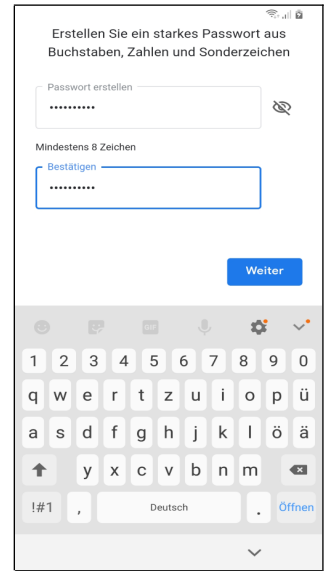 Erstellen Sie ein starkes Passwort aus
Buchstaben, Zahlen und Sonderzeichen
Passwort erstellen
••••••••••
Mindestens 8 Zeichen
Bestätigen
••••••••••
Weiter
GIF
1 2 3 4 5 6 7 8 9 0
q w e r t z u i o p ü
a s d f g h j k l ö ä
y x c v b n m
!#1 , Deutsch . Öffnen